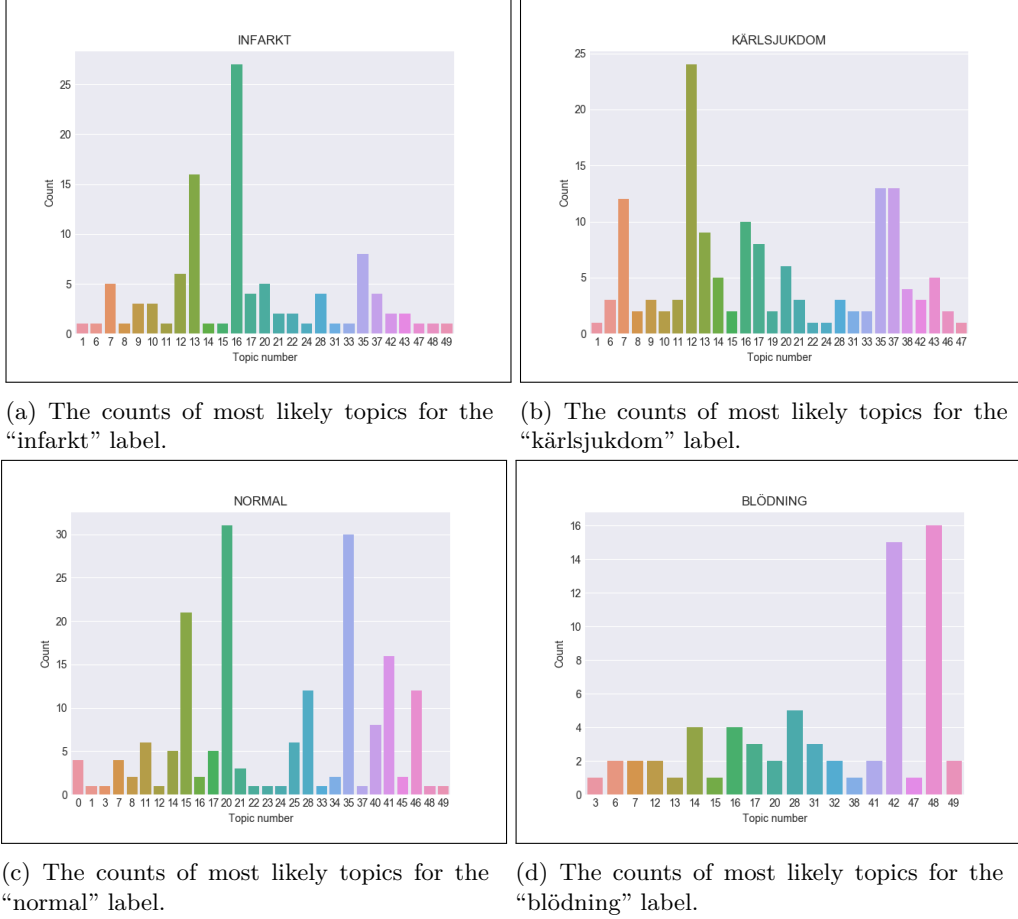 INFARKT
25
20
15
10
5
0
Count
1 6 7 8 9 10 11 12 13 14 15 16 17 20 21 22 24 28 31 33 35 37 42 43 46 48 49
Topic number
(a) The counts of most likely topics for the
“infarkt” label.
KÄRLSJUKDOM
25
20
15
10
5
0
Count
1 6 7 8 9 10 11 12 13 14 15 16 17 19 20 21 22 24 28 31 33 35 37 38 42 43 46 47
Topic number
(b) The counts of most likely topics for the
“kärlsjukdom” label.
NORMAL
30
25
20
15
10
5
0
Count
0 1 3 7 8 11 12 14 15 16 17 20 21 22 23 24 25 28 33 34 35 37 40 41 45 46 48 49
Topic number
(c) The counts of most likely topics for the
“normal” label.
BLÖDNING
16
14
12
10
8
6
4
2
0
Count
3 6 7 12 13 14 15 16 17 20 28 31 32 38 41 42 47 48 49
Topic number
(d) The counts of most likely topics for the
“blödning” label.